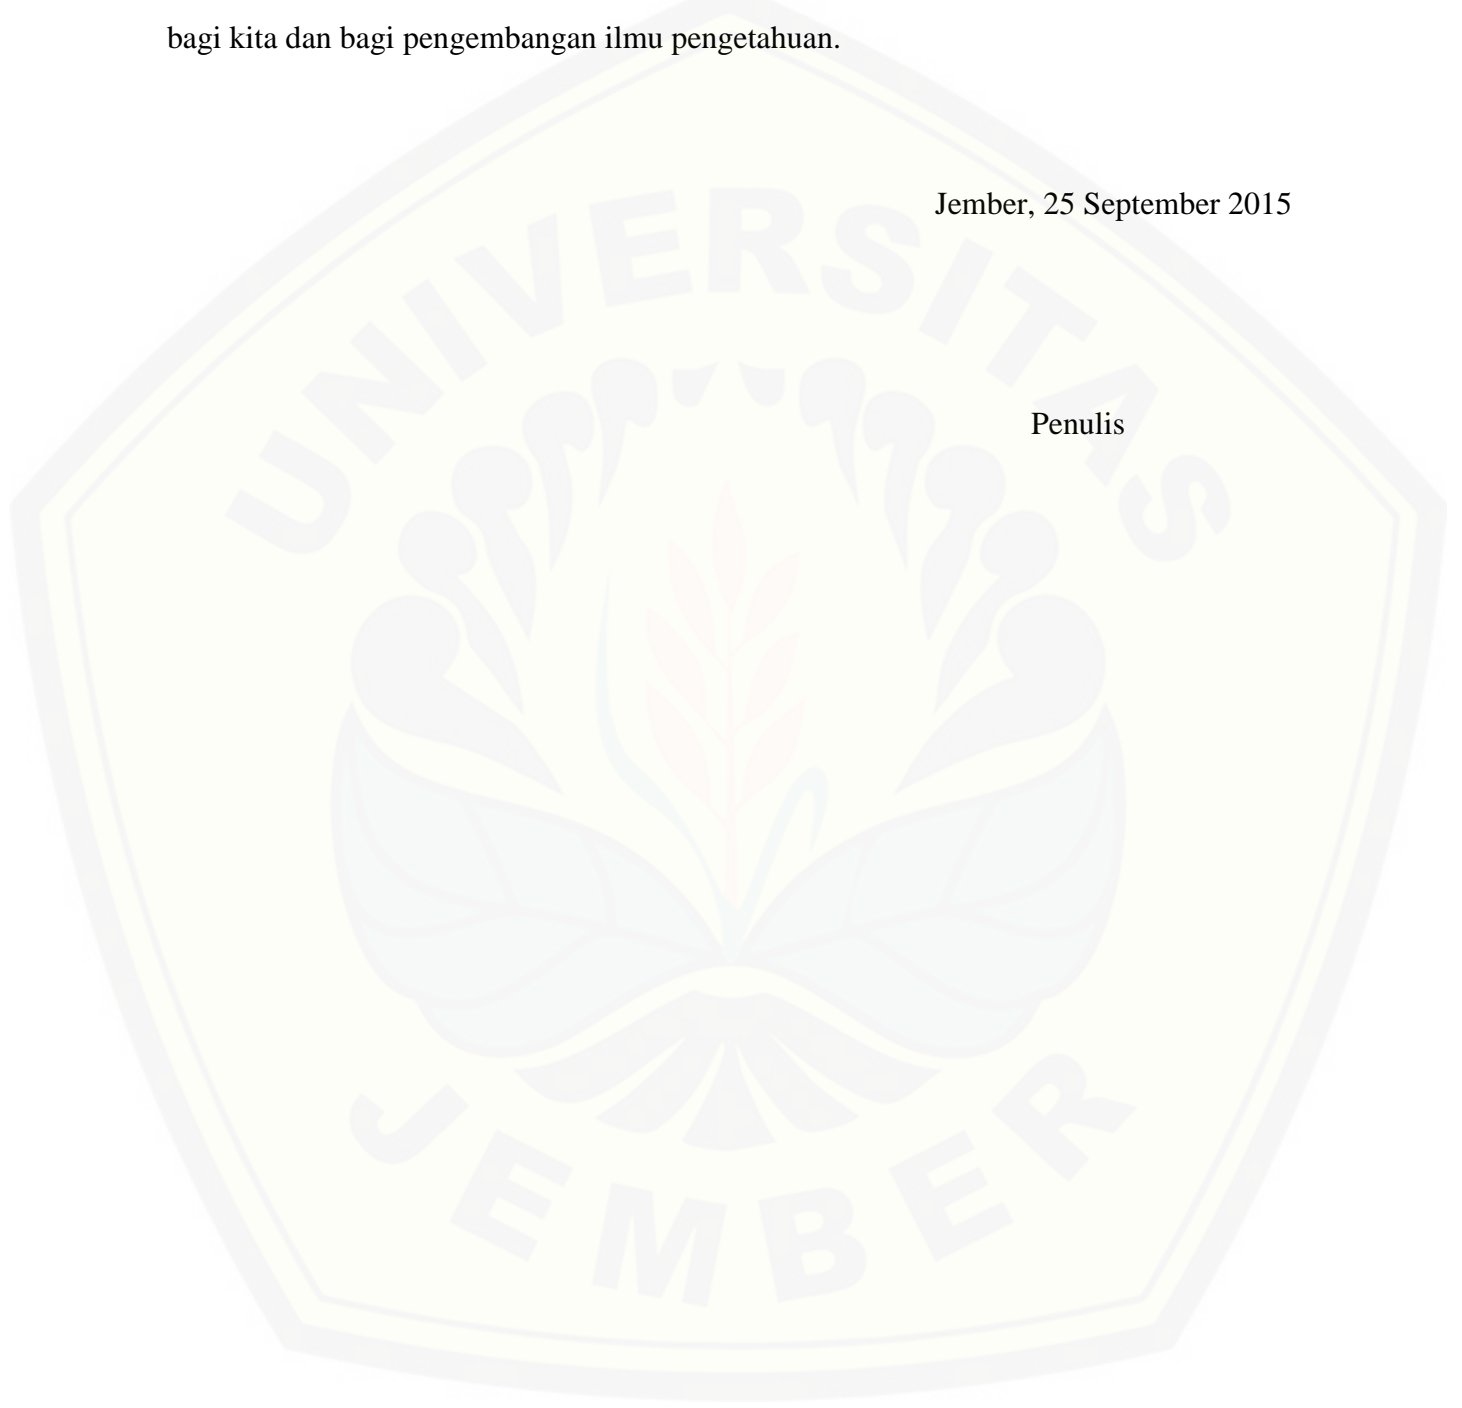 bagi kita dan bagi pengembangan ilmu pengetahuan.
Jember, 25 September 2015
UNIVERSITAS
Penulis
JEMBER